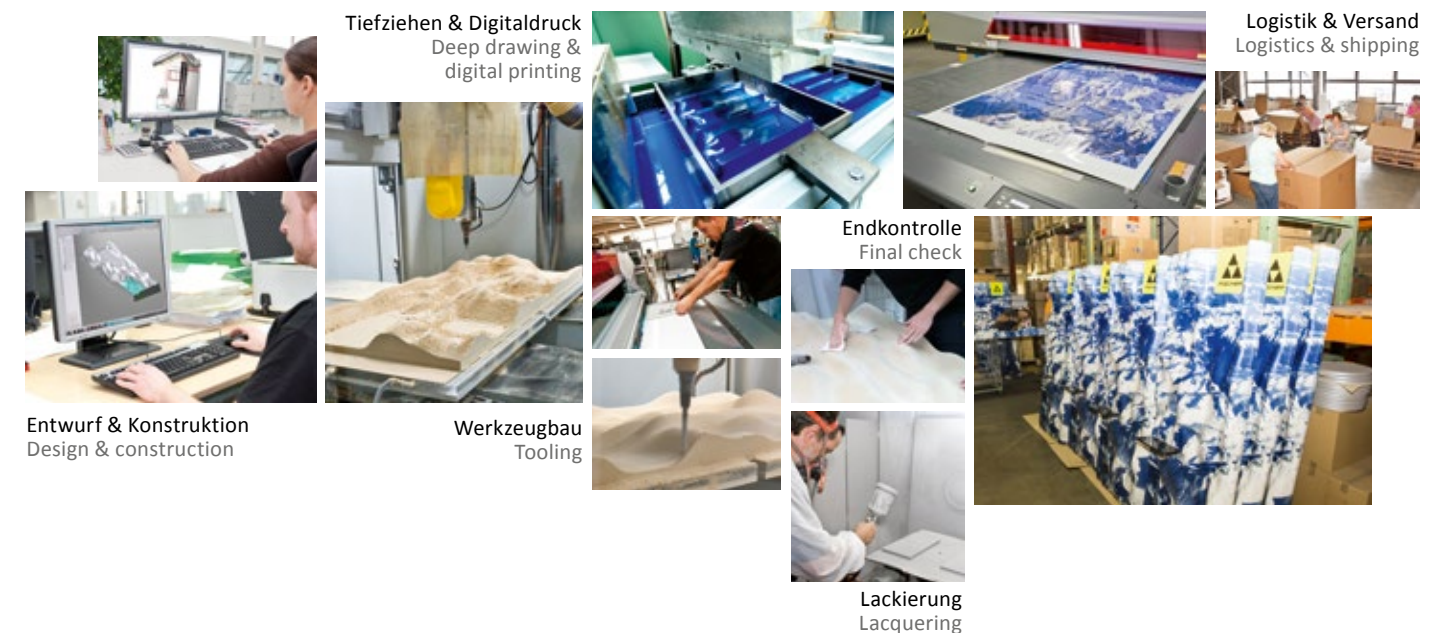 Tiefziehen & Digitaldruck
Deep drawing &
digital printing
Logistik & Versand
Logistics & shipping
Endkontrolle
Final check
Entwurf & Konstruktion
Design & construction
Werkzeugbau
Tooling
Lackierung
Lacquering